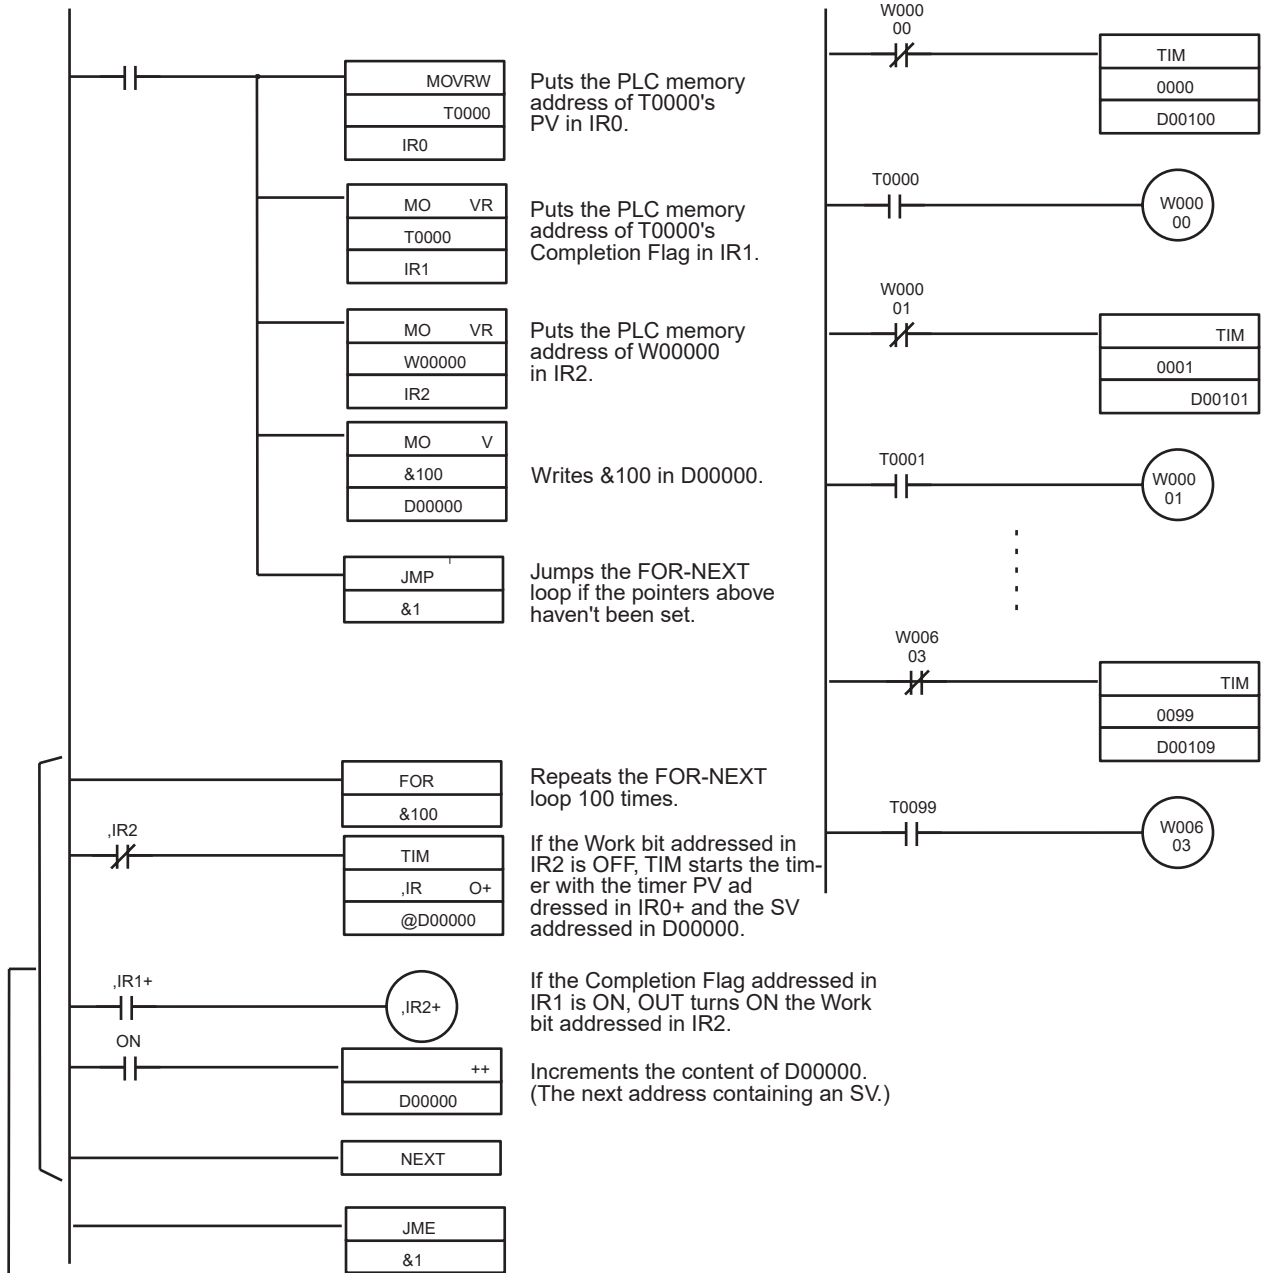 MOVRW
T0000
IR0
Puts the PLC memory
address of T0000's
PV in IR0.
MO VR
T0000
IR1
Puts the PLC memory
address of T0000's
Completion Flag in IR1.
MO VR
W00000
IR2
Puts the PLC memory
address of W00000
in IR2.
MO V
&100
D00000
Writes &100 in D00000.
JMP
&1
Jumps the FOR-NEXT
loop if the pointers above
haven't been set.
FOR
&100
Repeats the FOR-NEXT
loop 100 times.
,IR2
TIM
,IR O+
@D00000
If the Work bit addressed in
IR2 is OFF, TIM starts the tim-
er with the timer PV ad
dressed in IR0+ and the SV
addressed in D00000.
,IR1+
,IR2+
If the Completion Flag addressed in
IR1 is ON, OUT turns ON the Work
bit addressed in IR2.
ON
++
D00000
Increments the content of D00000.
(The next address containing an SV.)
NEXT
JME
&1
W000
00
TIM
0000
D00100
T0000
W000
00
W000
01
TIM
0001
D00101
T0001
W000
01
W006
03
TIM
0099
D00109
T0099
W006
03